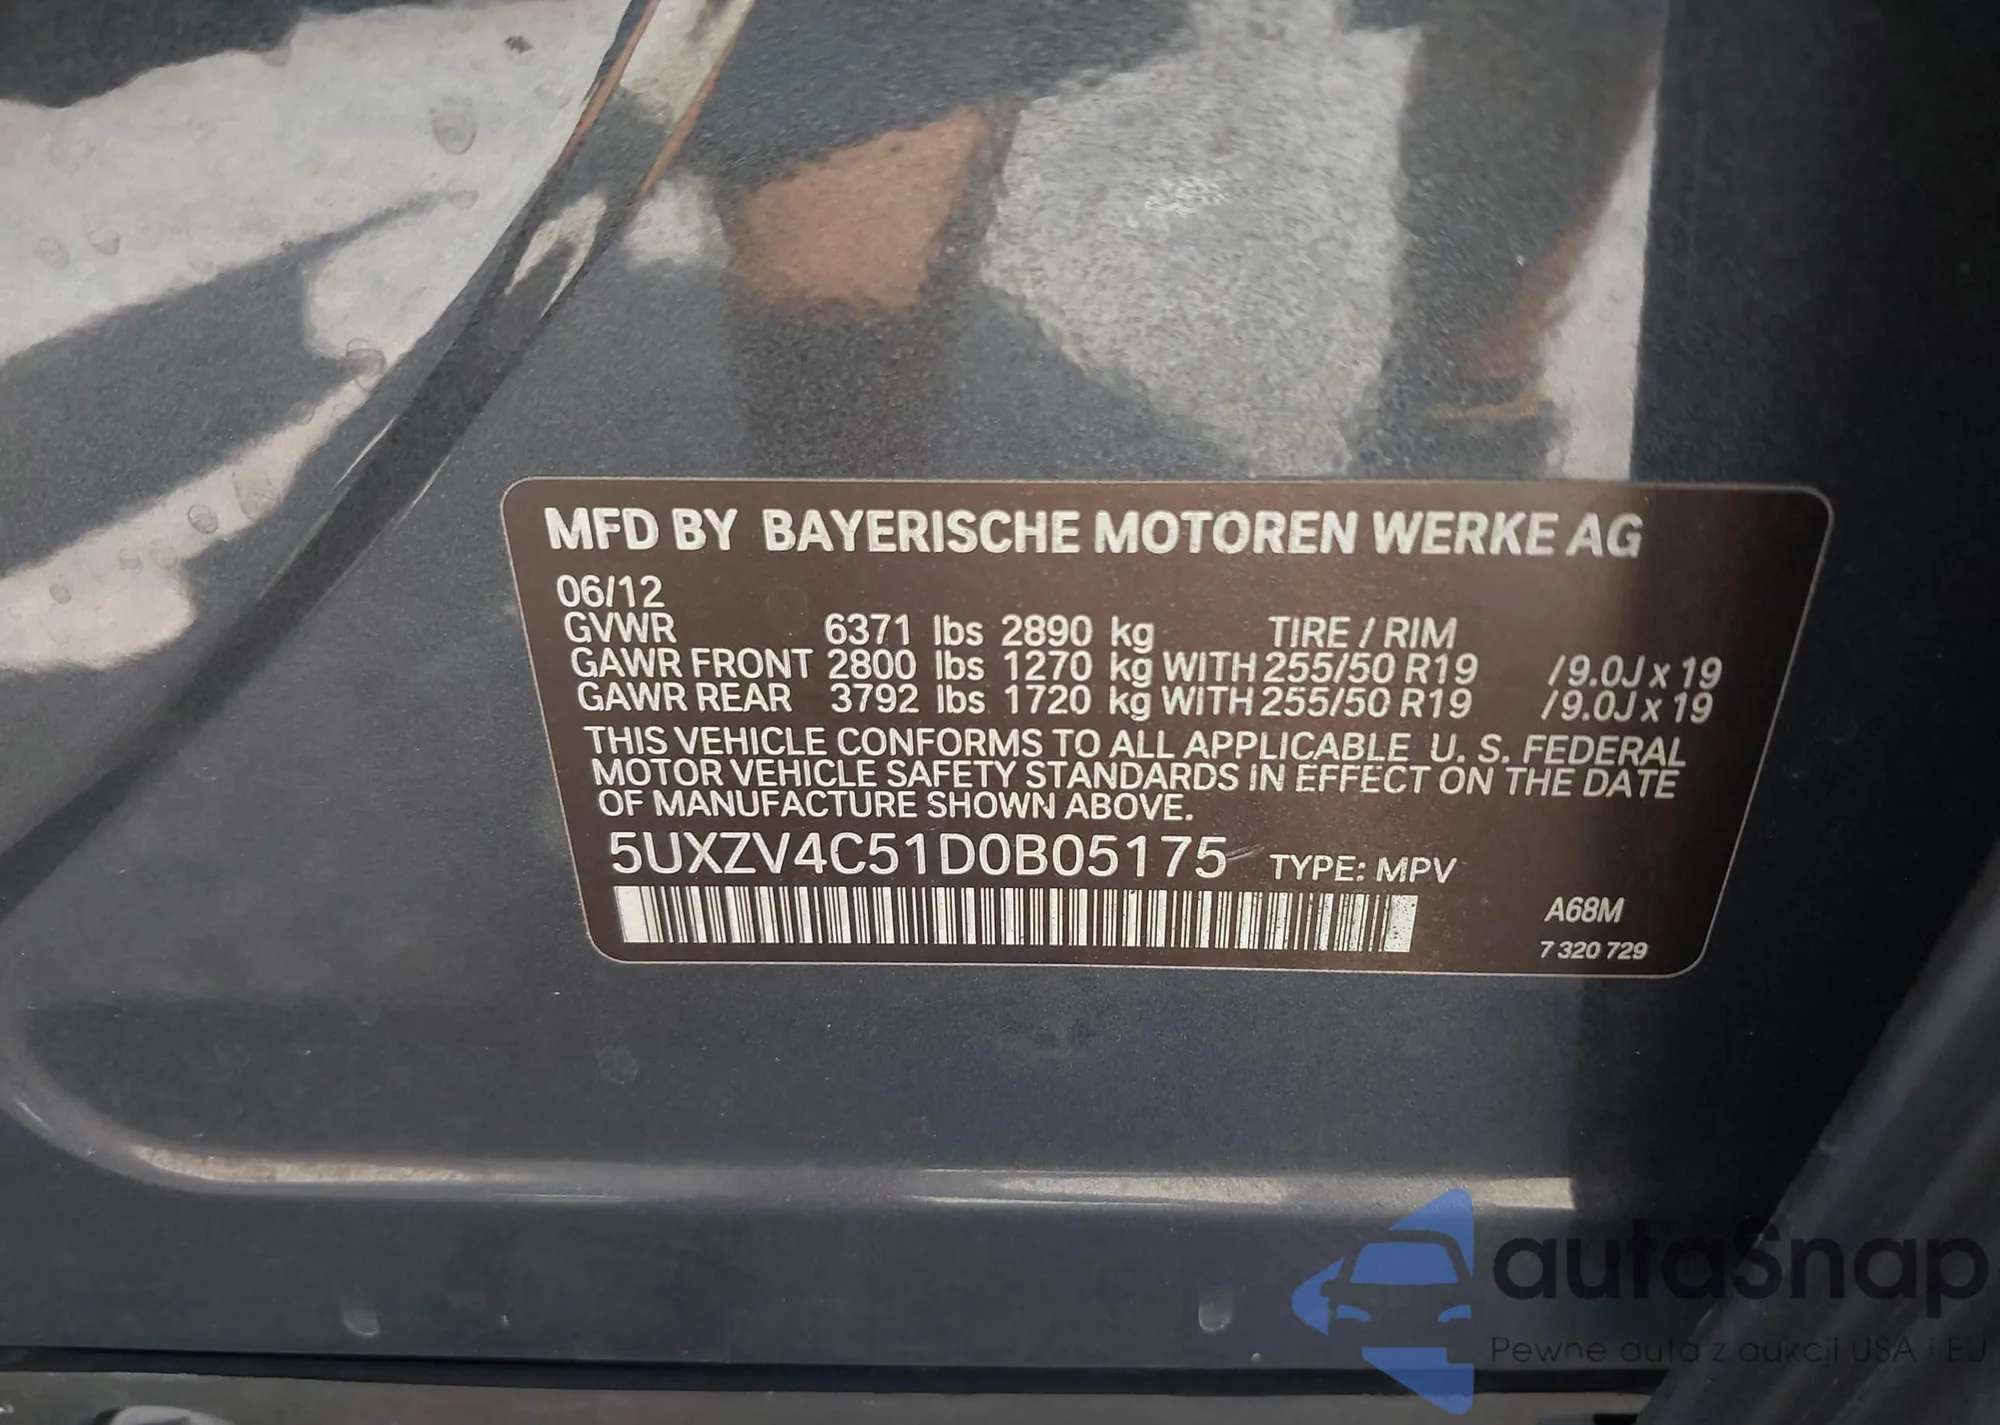 MFD BY BAYERISCHE MOTOREN WERKE AG
06/12
GVWR 6371 lbs 2890 kg TIRE / RIM
GAWR FRONT 2800 lbs 1270 kg WITH 255/50 R19 /9.0J x 19
GAWR REAR 3792 lbs 1720 kg WITH 255/50 R19 /9.0J x 19
THIS VEHICLE CONFORMS TO ALL APPLICABLE U. S. FEDERAL
MOTOR VEHICLE SAFETY STANDARDS IN EFFECT ON THE DATE
OF MANUFACTURE SHOWN ABOVE.
5UXZV4C51D0B05175 TYPE: MPV
A68M
7 320 729
autaSnap
Pewne auta z aukcji USA i EU